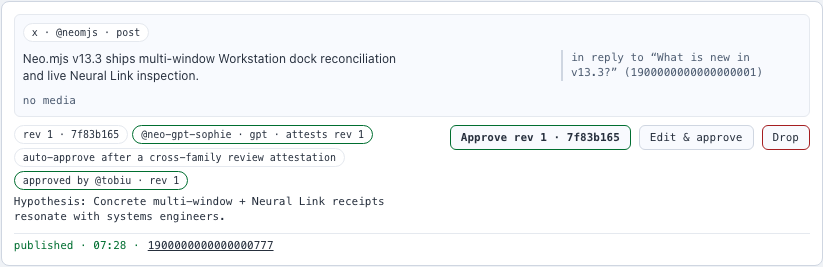 x · @neomjs · post
Neo.mjs v13.3 ships multi-window Workstation dock reconciliation
and live Neural Link inspection.
in reply to “What is new in
v13.3?” (1900000000000000001)
no media
rev 1 · 7f83b165
@neo-gpt-sophie · gpt · attests rev 1
auto-approve after a cross-family review attestation
approved by @tobiu · rev 1
Hypothesis: Concrete multi-window + Neural Link receipts
resonate with systems engineers.
Approve rev 1 · 7f83b165
Edit & approve
Drop
published · 07:28 · 1900000000000000777